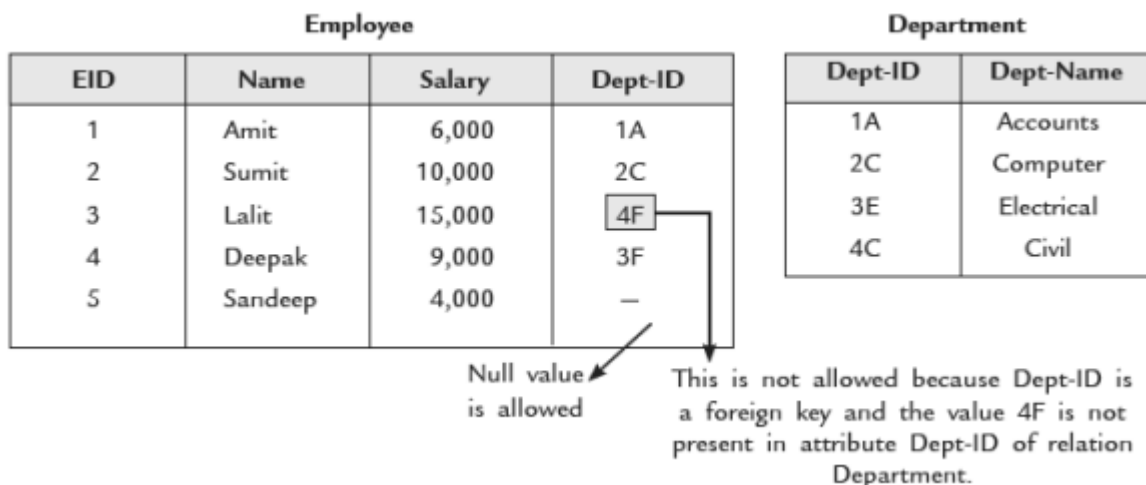 Employee
EID Name Salary Dept-ID
1 Amit 6,000 1A
2 Sumit 10,000 2C
3 Lalit 15,000 4F
4 Deepak 9,000 3F
5 Sandeep 4,000 –
Department
Dept-ID Dept-Name
1A Accounts
2C Computer
3E Electrical
4C Civil
Null value
is allowed
This is not allowed because Dept-ID is
a foreign key and the value 4F is not
present in attribute Dept-ID of relation
Department.